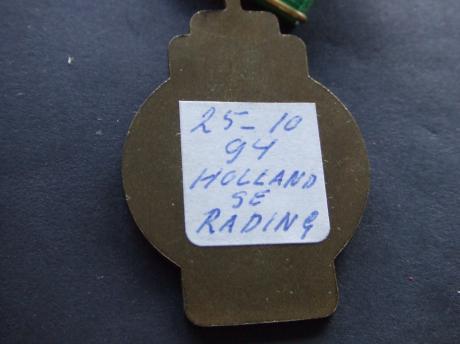 25-10
94
HOLLAND
SE
RADING